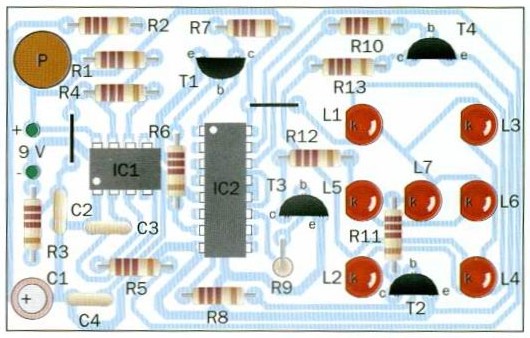 R2
R7
R10
b
T4
P
R1
e
c
c
e
R4
T1
b
R13
+
9 V
-
R6
L1
k
k
L3
R12
IC1
IC2
L7
T3
b
L5
k
k
k
L6
C2
C3
c
e
R11
R3
R5
R9
L2
k
b
k
L4
C1
+
C4
R8
c
e
T2